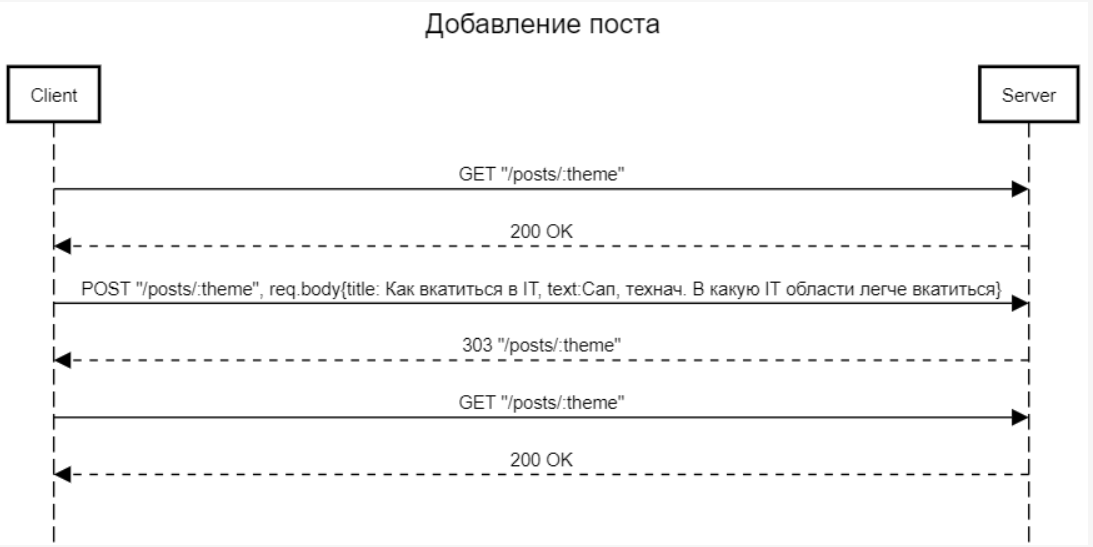 Добавление поста
Client
Server
GET "/posts/:theme"
200 OK
POST "/posts/:theme", req.body{title: Как вкатиться в IT, text:Сап, технач. В какую IT области легче вкатиться}
303 "/posts/:theme"
GET "/posts/:theme"
200 OK